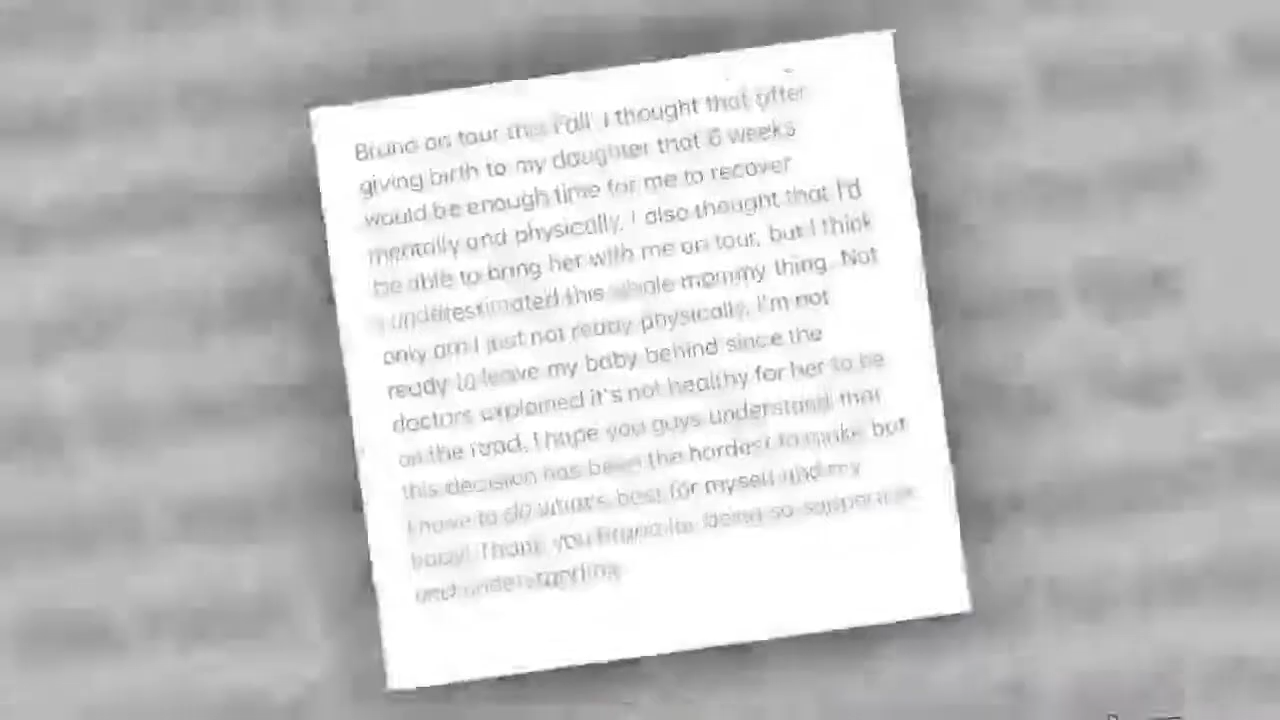 Bruno on tour this Fall I thought that after
giving birth to my daughter that 6 weeks
would be enough time for me to recover
mentally and physically. I also thought that I'd
be able to bring her with me on tour, but I think
I underestimated this whole mommy thing. Not
only am I just not ready physically, I'm not
ready to leave my baby behind since the
doctors explained it's not healthy for her to be
on the road. I hope you guys understand that
this decision has been the hardest to make but
I have to do what's best for myself and my
baby! Thank you Bruno for being so supportive
and understanding